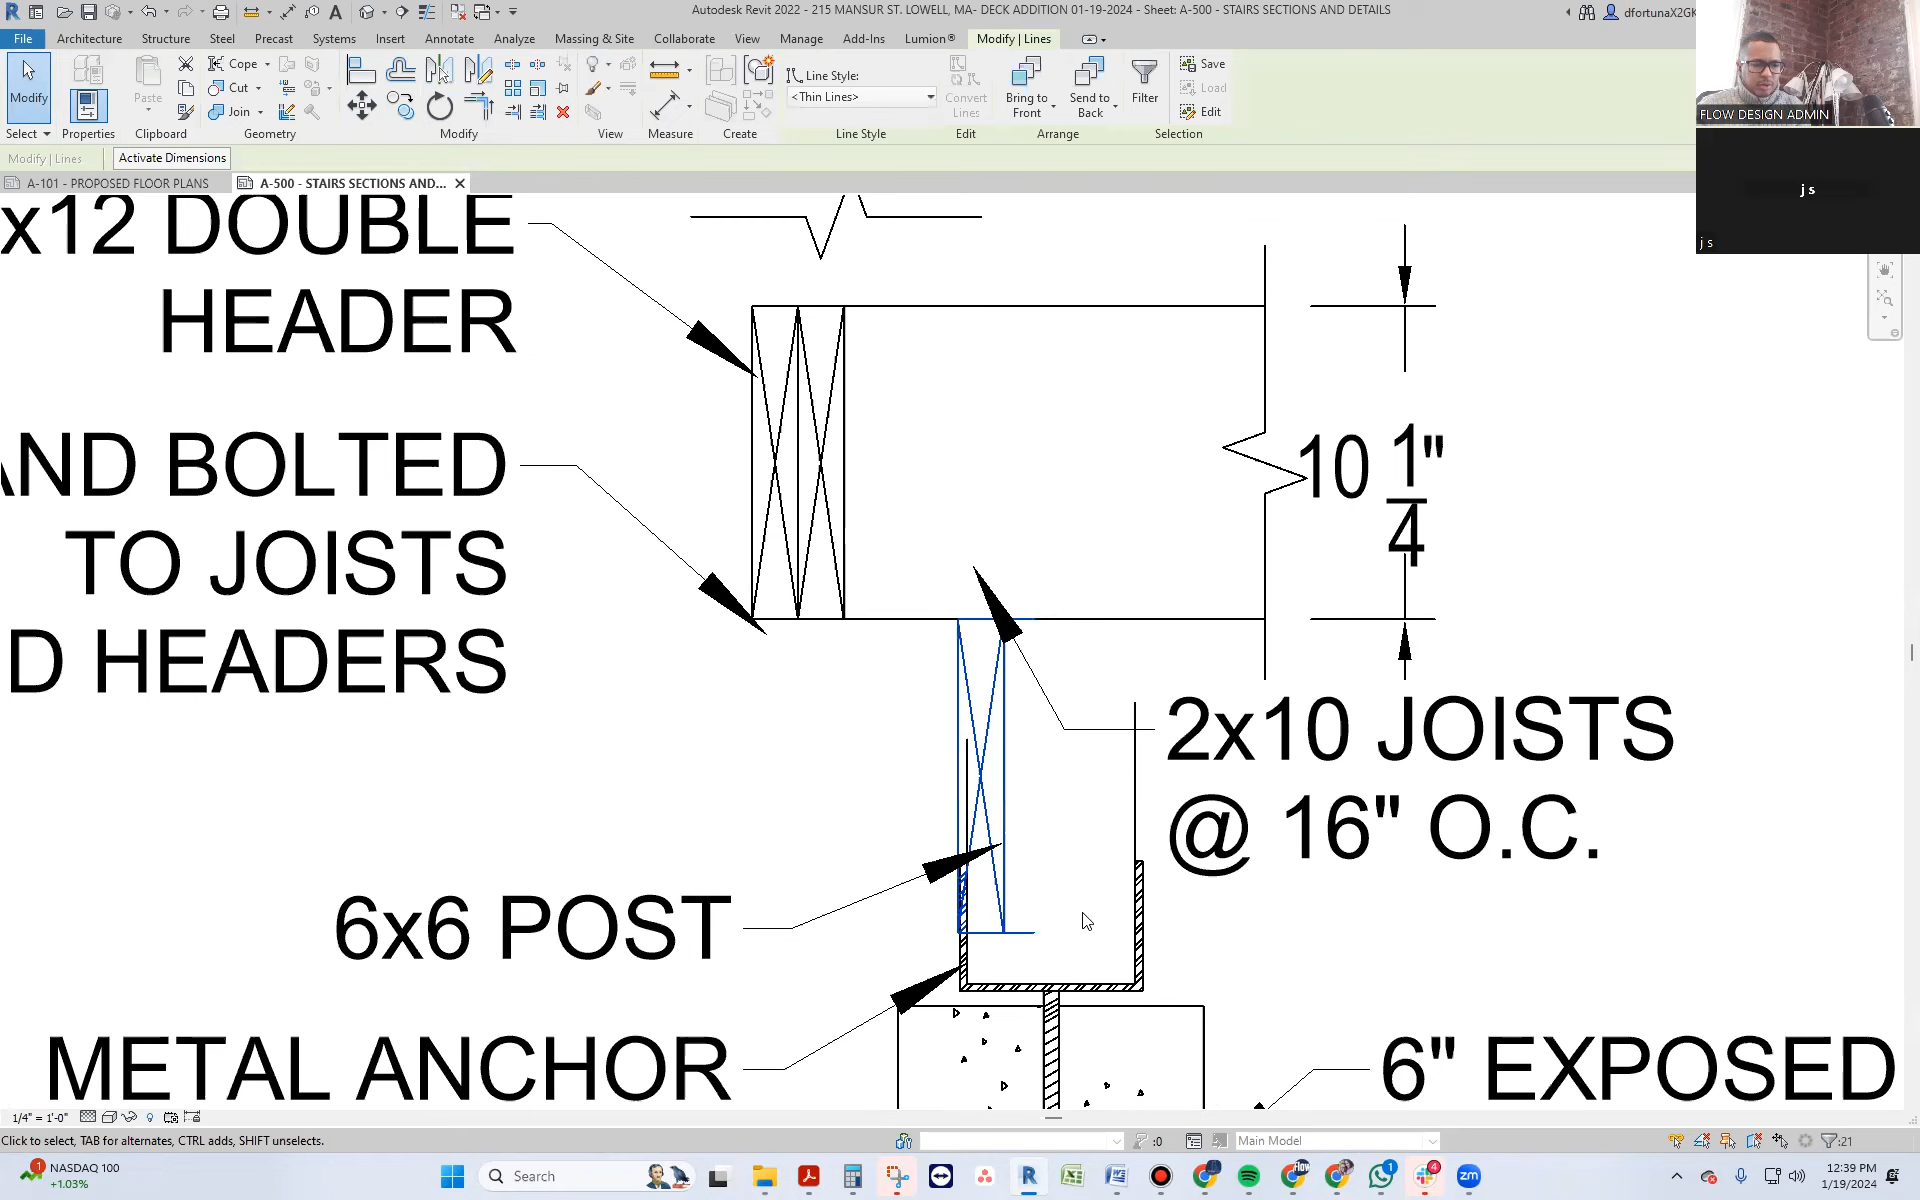 Autodesk Revit 2022 - 215 MANSUR ST. LOWELL, MA- DECK ADDITION 01-19-2024 - Sheet: A-500 - STAIRS SECTIONS AND DETAILS
dfortunaX2GK
File Architecture Structure Steel Precast Systems Insert Annotate Analyze Massing & Site Collaborate View Manage Add-Ins Lumion® Modify | Lines
Modify
Properties
Paste
Cope
Cut
Join
Line Style:
<Thin Lines>
Convert Lines
Bring to Front
Send to Back
Filter
Save
Load
Edit
Select Properties Clipboard Geometry Modify View Measure Create Line Style Edit Arrange Selection
Modify | Lines Activate Dimensions
A-101 - PROPOSED FLOOR PLANS
A-500 - STAIRS SECTIONS AND...
FLOW DESIGN ADMIN
j s
j s
x12 DOUBLE
HEADER
AND BOLTED
TO JOISTS
D HEADERS
10 1/4"
2x10 JOISTS
@ 16" O.C.
6x6 POST
METAL ANCHOR
6" EXPOSED
1/4" = 1'-0"
Click to select, TAB for alternates, CTRL adds, SHIFT unselects.
:0
Main Model
:21
1
NASDAQ 100
+1.03%
Search
Flow
1
4
zm
12:39 PM
1/19/2024